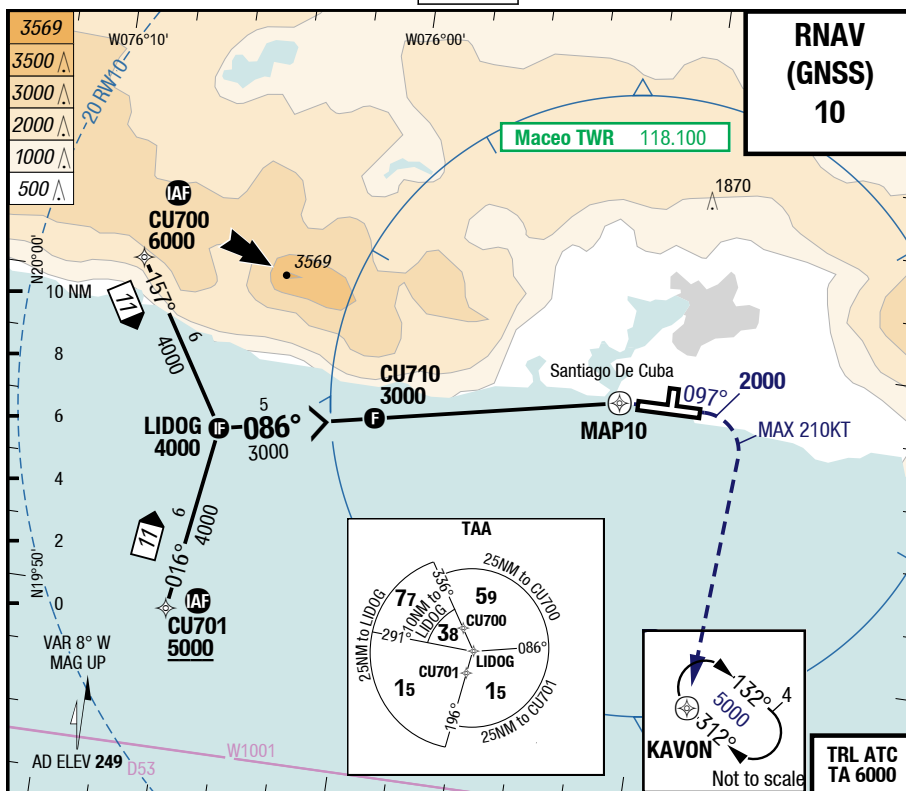 3569
3500
3000
2000
1000
500
W076°10'
W076°00'
20 RW10
RNAV
(GNSS)
10
Maceo TWR 118.100
1870
IAF
CU700
6000
3569
N20°00'
10 NM
8
6
4
2
0
N19°50'
157°
11
6
4000
LIDOG
4000
IF
5
086°
3000
CU710
3000
F
Santiago De Cuba
MAP10
097°
2000
MAX 210KT
6
4000
11
016°
IAF
CU701
5000
VAR 8° W
MAG UP
AD ELEV 249
W1001
D53
TAA
25NM to CU700
25NM to LIDOG
25NM to CU701
10NM to
LIDOG
336°
77
59
38
291°
CU700
086°
LIDOG
CU701
15
15
196°
132°
4
5000
312°
KAVON
Not to scale
TRL ATC
TA 6000